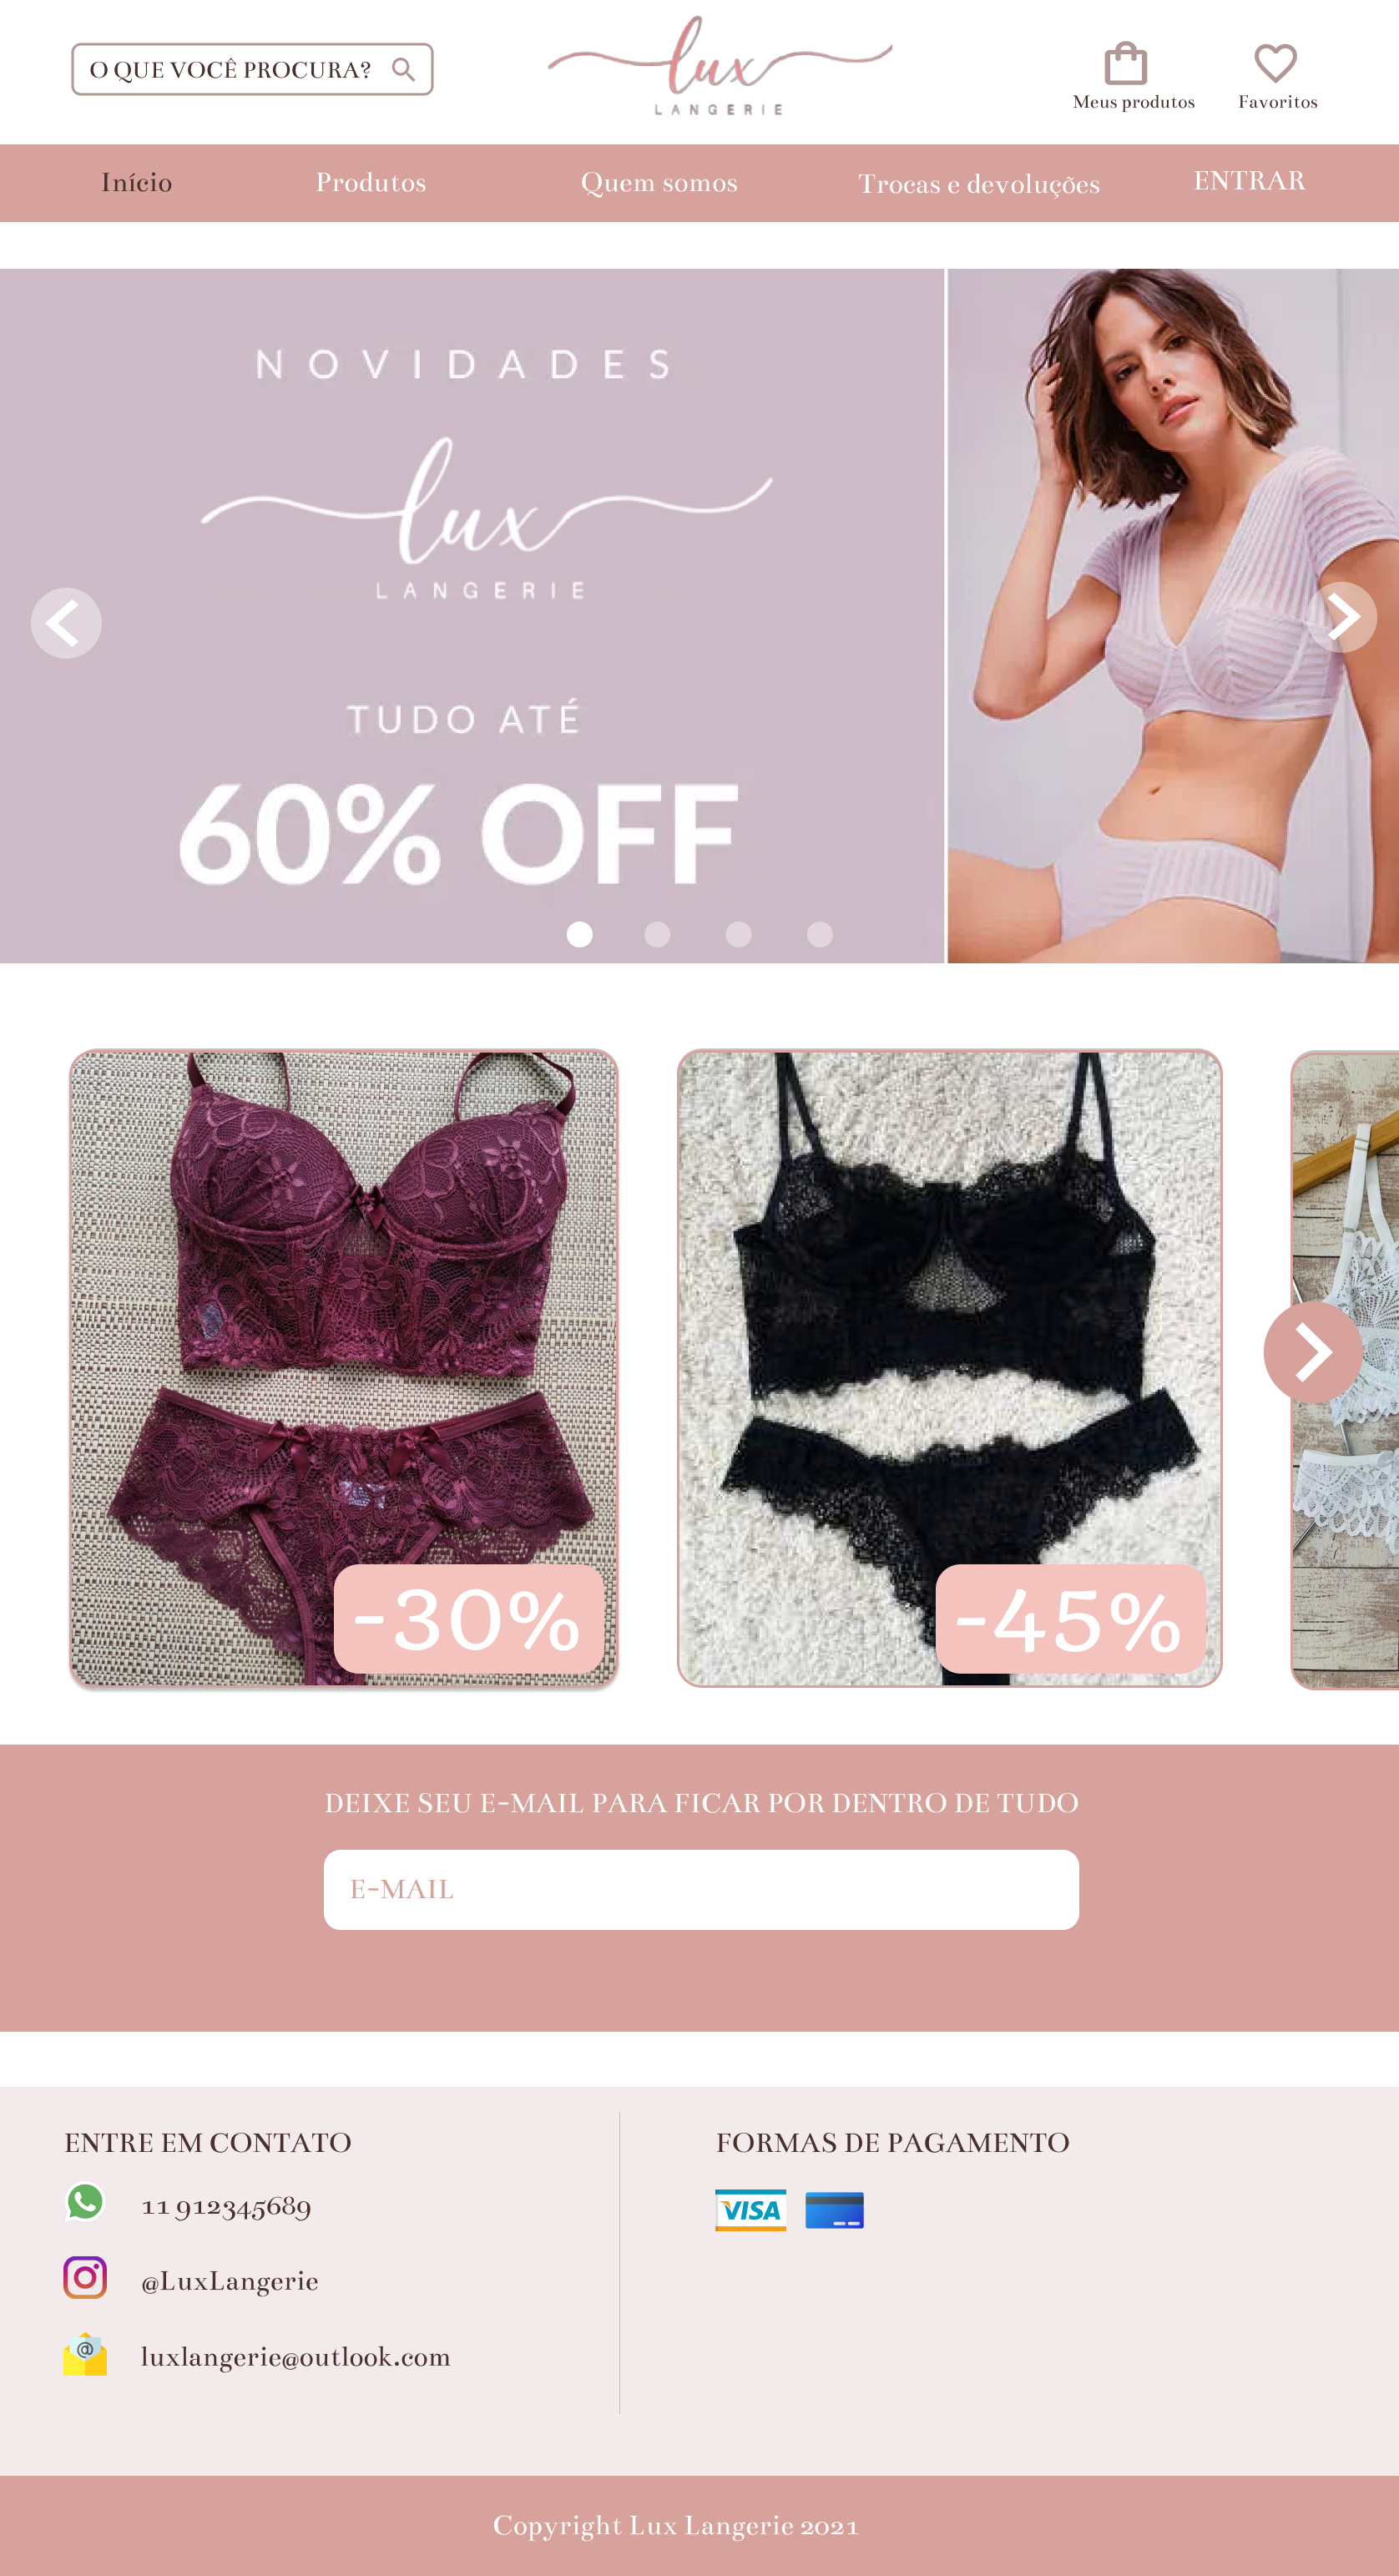 O QUE VOCÊ PROCURA?
lux
LANGERIE
Meus produtos
Favoritos
Início
Produtos
Quem somos
Trocas e devoluções
ENTRAR
NOVIDADES
lux
LANGERIE
TUDO ATÉ
60% OFF
-30%
-45%
DEIXE SEU E-MAIL PARA FICAR POR DENTRO DE TUDO
E-MAIL
ENTRE EM CONTATO
FORMAS DE PAGAMENTO
11 912345689
VISA
@LuxLangerie
@
luxlangerie@outlook.com
Copyright Lux Langerie 2021